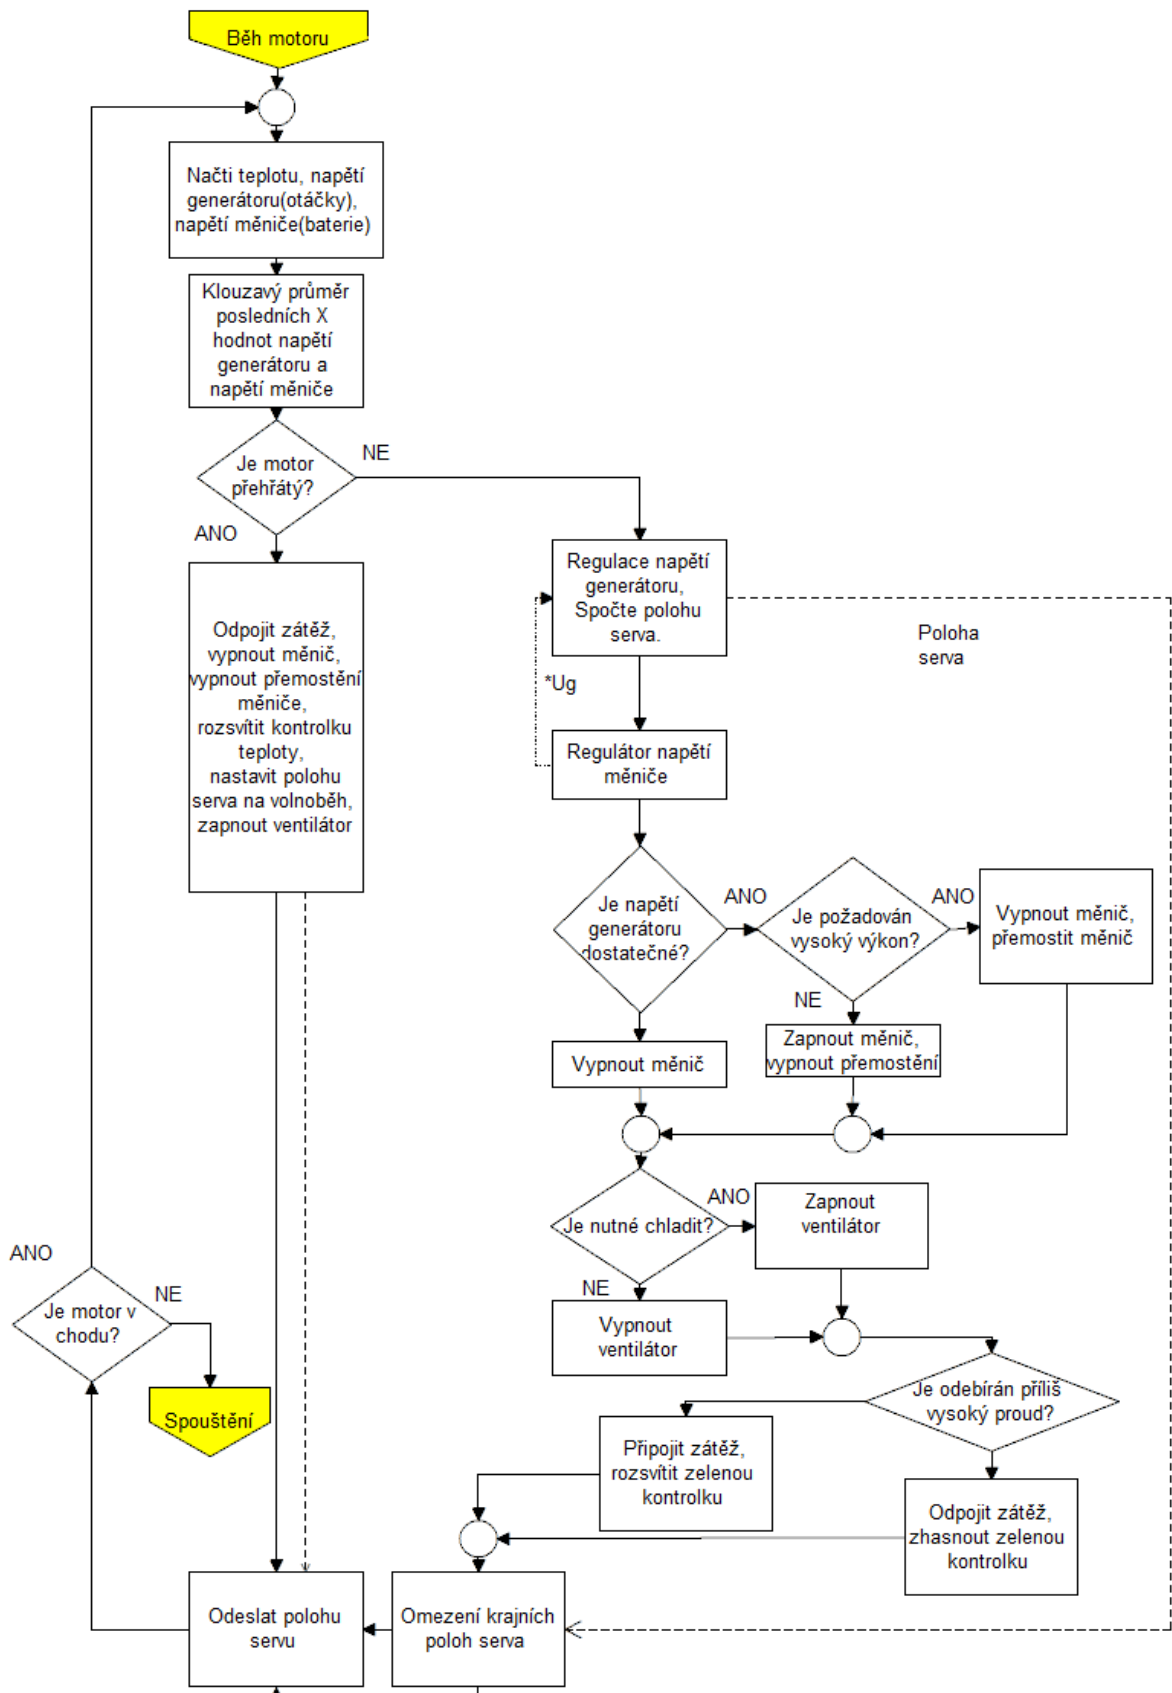 Běh motoru
Načti teplotu, napětí
generátoru(otáčky),
napětí měniče(baterie)
Klouzavý průměr
posledních X
hodnot napětí
generátoru a
napětí měniče
Je motor
přehřátý?
NE
ANO
Odpojit zátěž,
vypnout měnič,
vypnout přemostění
měniče,
rozsvítit kontrolku
teploty,
nastavit polohu
serva na volnoběh,
zapnout ventilátor
Regulace napětí
generátoru,
Spočte polohu
serva.
Poloha
serva
*Ug
Regulátor napětí
měniče
Je napětí
generátoru
dostatečné?
ANO
Je požadován
vysoký výkon?
ANO
Vypnout měnič,
přemostit měnič
NE
Zapnout měnič,
vypnout přemostění
Vypnout měnič
Je nutné chladit?
ANO
Zapnout
ventilátor
NE
Vypnout
ventilátor
Je odebírán příliš
vysoký proud?
Připojit zátěž,
rozsvítit zelenou
kontrolku
Odpojit zátěž,
zhasnout zelenou
kontrolku
Omezení krajních
poloh serva
Odeslat polohu
servu
ANO
Je motor v
chodu?
NE
Spouštění